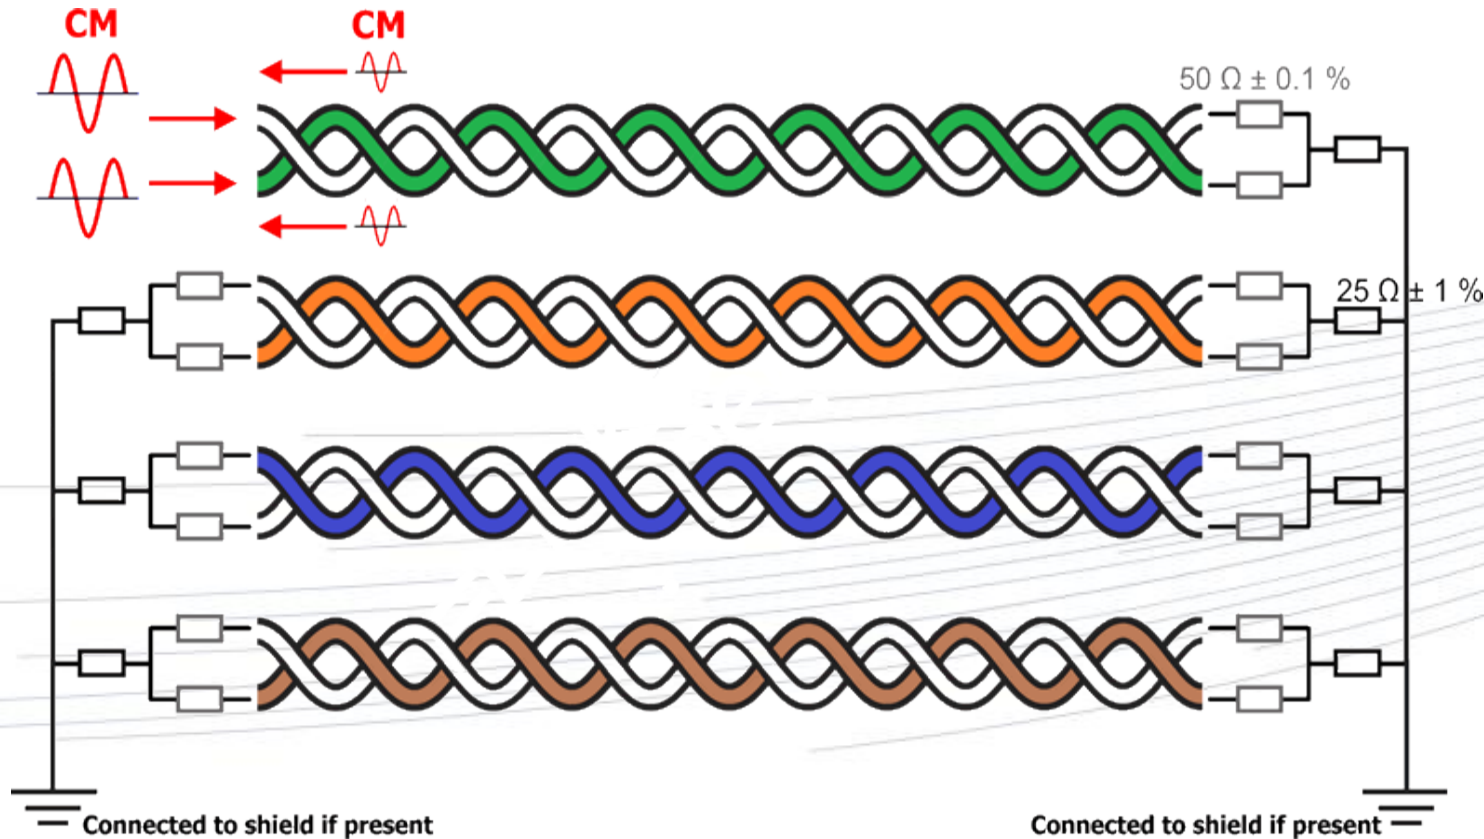 CM
CM
50 Ω ± 0.1 %
25 Ω ± 1 %
Connected to shield if present
Connected to shield if present